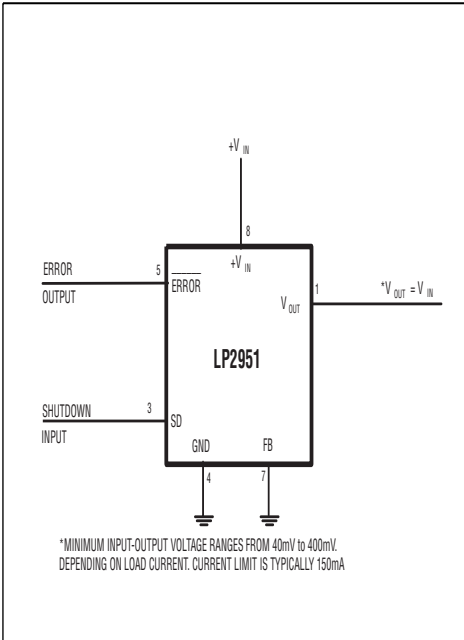 +V IN
8
+V IN
ERROR
OUTPUT
5
ERROR
1
V OUT
*V OUT = V IN
LP2951
SHUTDOWN
INPUT
3
SD
GND
FB
4
7
*MINIMUM INPUT-OUTPUT VOLTAGE RANGES FROM 40mV to 400mV.
DEPENDING ON LOAD CURRENT. CURRENT LIMIT IS TYPICALLY 150mA